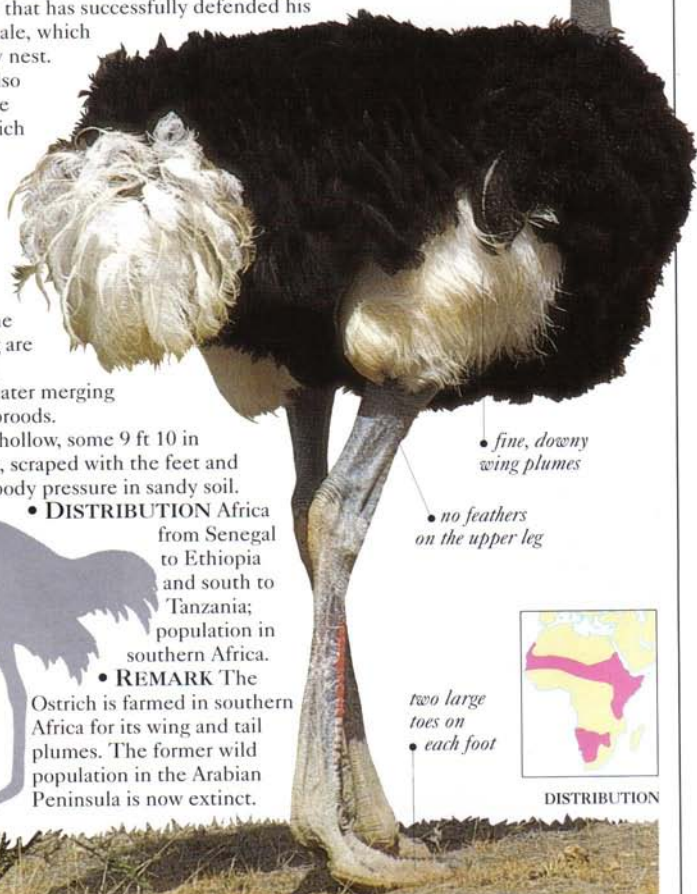 that has successfully defended his
ale, which
nest.
so
e
ich
e
are
ater merging
broods.
hollow, some 9 ft 10 in
, scraped with the feet and
body pressure in sandy soil.
• DISTRIBUTION Africa
from Senegal
to Ethiopia
and south to
Tanzania;
population in
southern Africa.
• REMARK The
Ostrich is farmed in southern
Africa for its wing and tail
plumes. The former wild
population in the Arabian
Peninsula is now extinct.
• fine, downy
wing plumes
• no feathers
on the upper leg
two large
toes on
• each foot
DISTRIBUTION